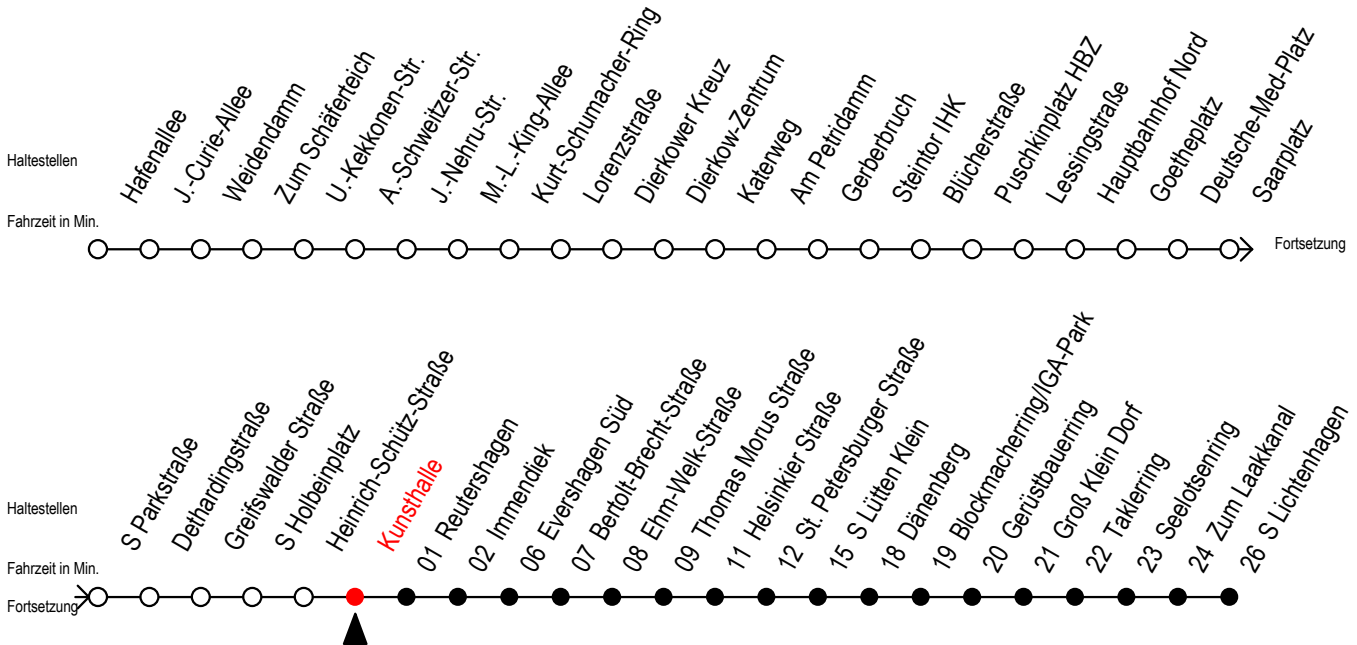 Haltestellen
Hafenallee
J.-Curie-Allee
Weidendamm
Zum Schäferteich
U.-Kekkonen-Str.
A.-Schweitzer-Str.
J.-Nehru-Str.
M.-L.-King-Allee
Kurt-Schumacher-Ring
Lorenzstraße
Dierkower Kreuz
Dierkow-Zentrum
Katerweg
Am Petridamm
Gerberbruch
Steintor IHK
Blücherstraße
Puschkinplatz HBZ
Lessingstraße
Hauptbahnhof Nord
Goetheplatz
Deutsche-Med-Platz
Saarplatz
Fahrzeit in Min.
Fortsetzung
Haltestellen
S Parkstraße
Dethardingstraße
Greifswalder Straße
S Holbeinplatz
Heinrich-Schütz-Straße
Kunsthalle
01 Reutershagen
02 Immendiek
06 Evershagen Süd
07 Bertolt-Brecht-Straße
08 Ehm-Welk-Straße
09 Thomas Morus Straße
11 Helsinkier Straße
12 St. Petersburger Straße
15 S Lütten Klein
18 Dänenberg
19 Blockmacherring/IGA-Park
20 Gerüstbauerring
21 Groß Klein Dorf
22 Taklerring
23 Seelotsenring
24 Zum Laakkanal
26 S Lichtenhagen
Fahrzeit in Min.
Fortsetzung